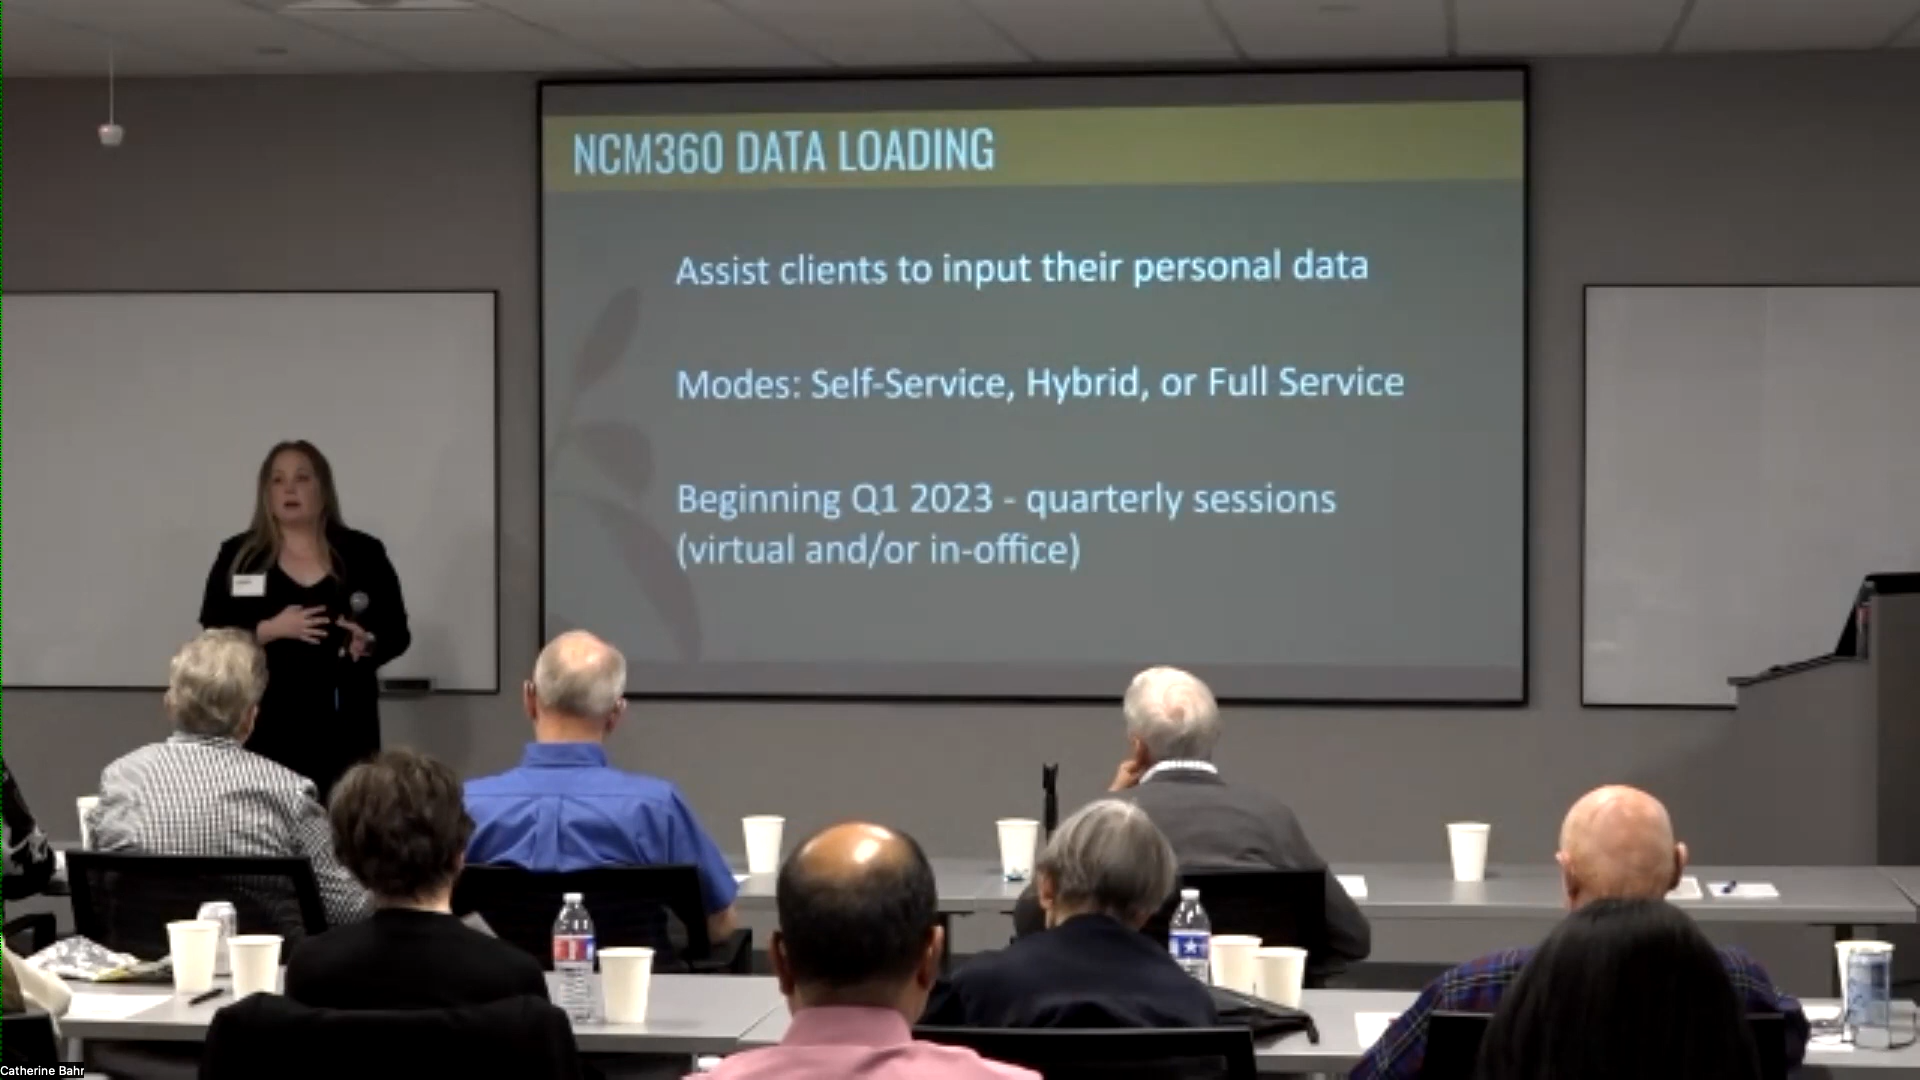 NCM360 DATA LOADING
Assist clients to input their personal data
Modes: Self-Service, Hybrid, or Full Service
Beginning Q1 2023 - quarterly sessions
(virtual and/or in-office)
Catherine Bahr